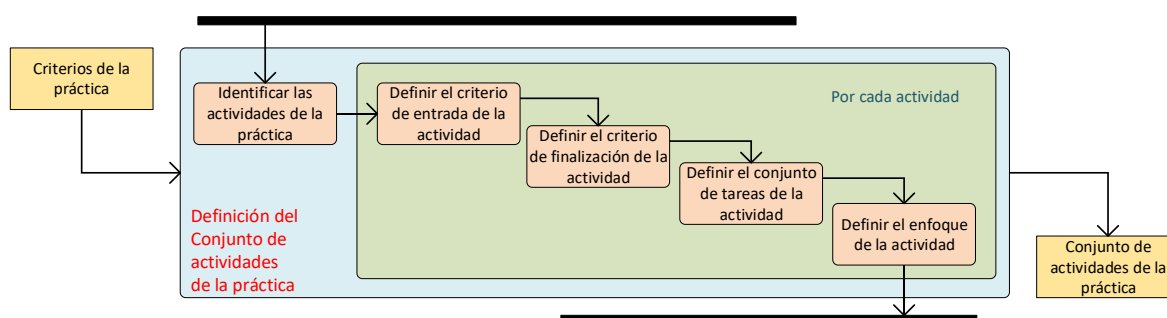 Criterios de la
práctica
Identificar las
actividades de la
práctica
Definir el criterio
de entrada de la
actividad
Por cada actividad
Definir el criterio
de finalización de la
actividad
Definir el conjunto
de tareas de la
actividad
Definir el enfoque
de la actividad
Definición del
Conjunto de
actividades
de la práctica
Conjunto de
actividades de la
práctica